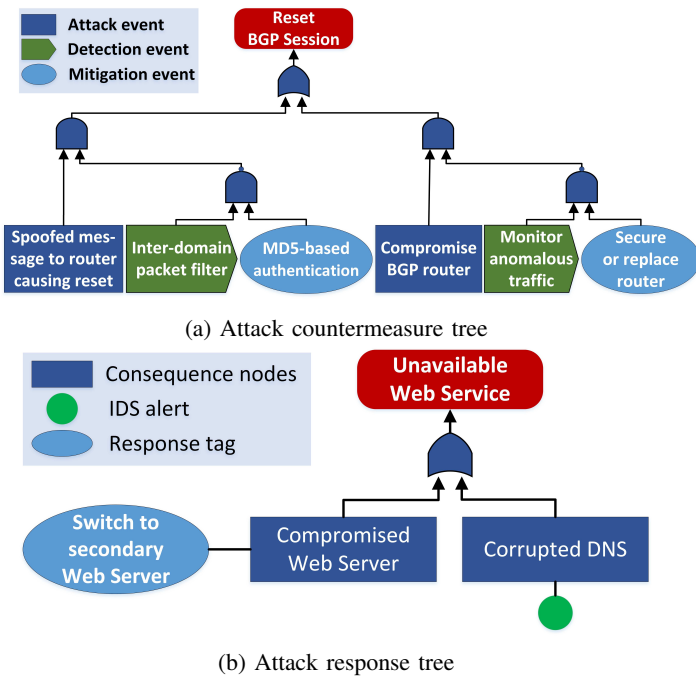 Attack event
Detection event
Mitigation event
Reset
BGP Session
Spoofed mes-
sage to router
causing reset
Inter-domain
packet filter
MD5-based
authentication
Compromise
BGP router
Monitor
anomalous
traffic
Secure
or replace
router
(a) Attack countermeasure tree
Consequence nodes
IDS alert
Response tag
Unavailable
Web Service
Switch to
secondary
Web Server
Compromised
Web Server
Corrupted DNS
(b) Attack response tree